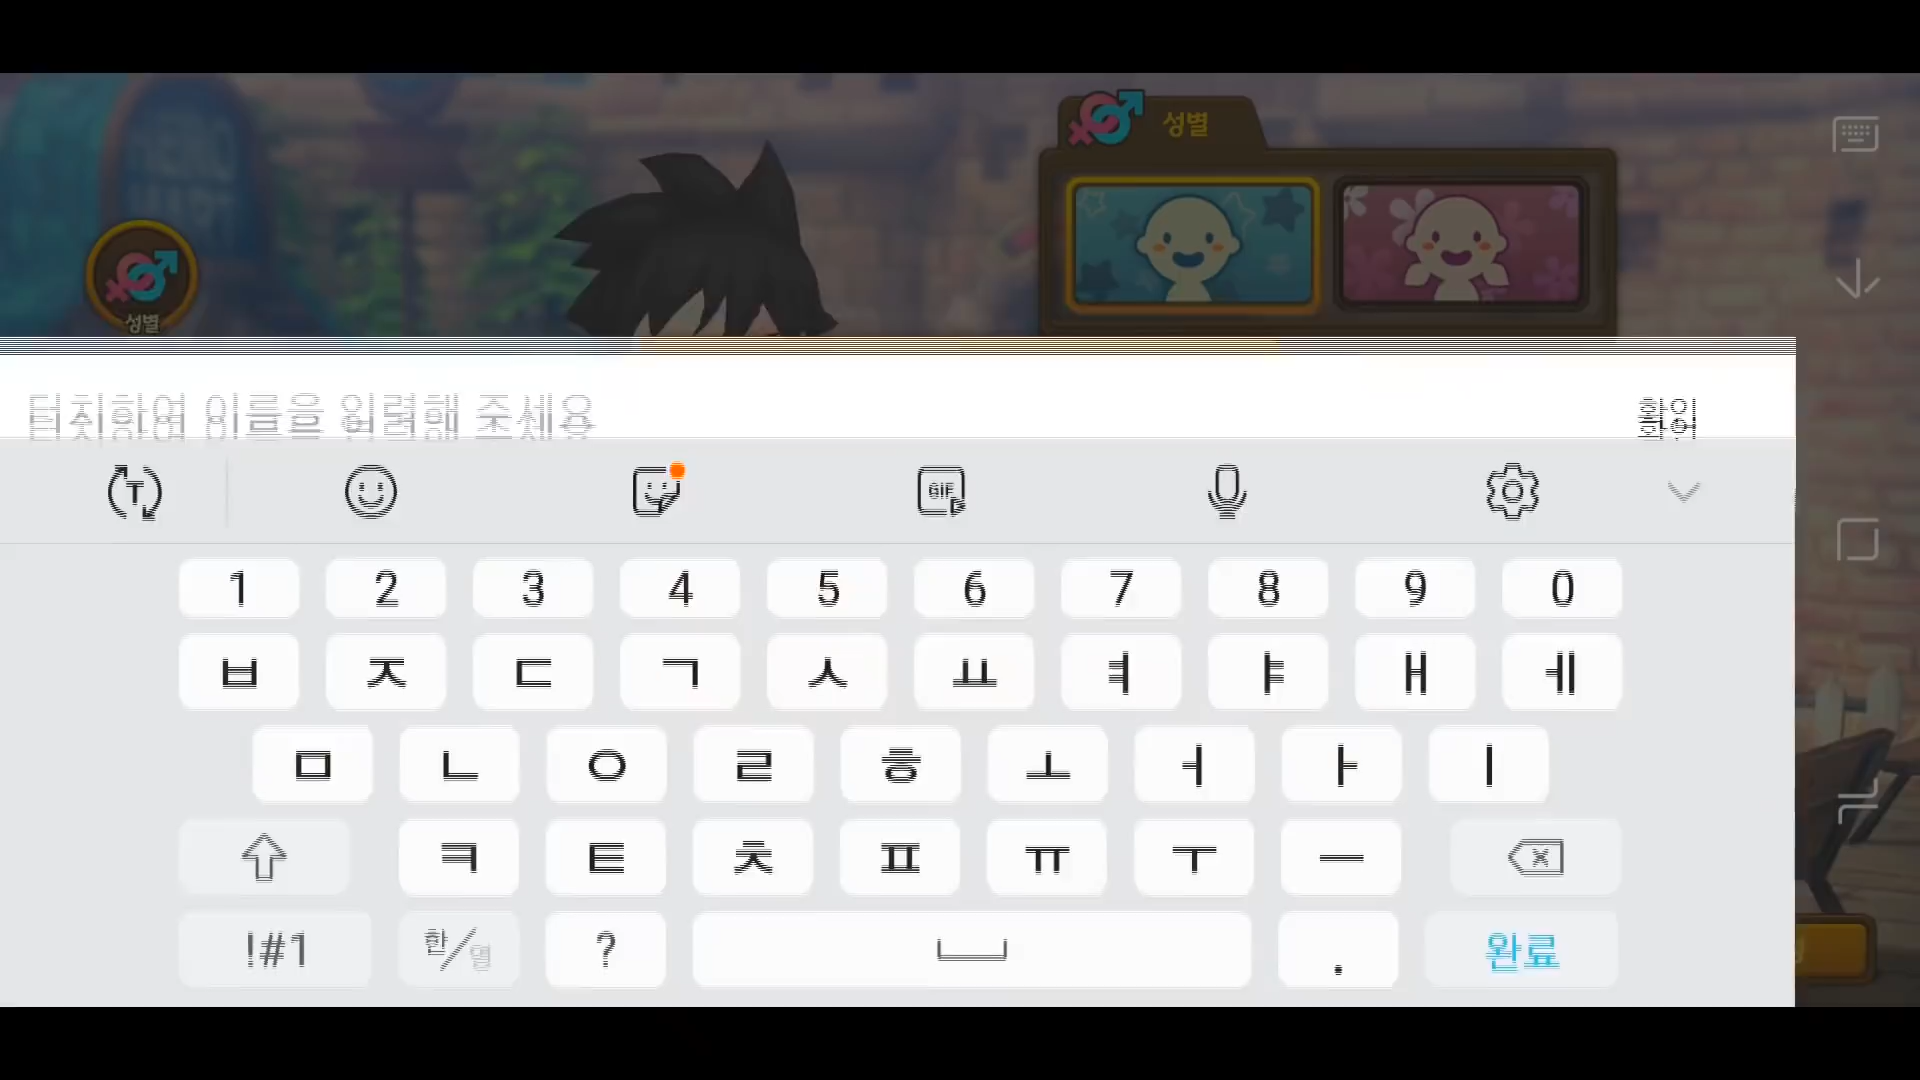 성별
성별
터치하여 이름을 입력해 주세요
확인
T
GIF
1 2 3 4 5 6 7 8 9 0
ㅂ ㅈ ㄷ ㄱ ㅅ ㅛ ㅕ ㅑ ㅐ ㅔ
ㅁ ㄴ ㅇ ㄹ ㅎ ㅗ ㅓ ㅏ ㅣ
ㅋ ㅌ ㅊ ㅍ ㅠ ㅜ ㅡ
!#1 한/영 ? . 완료